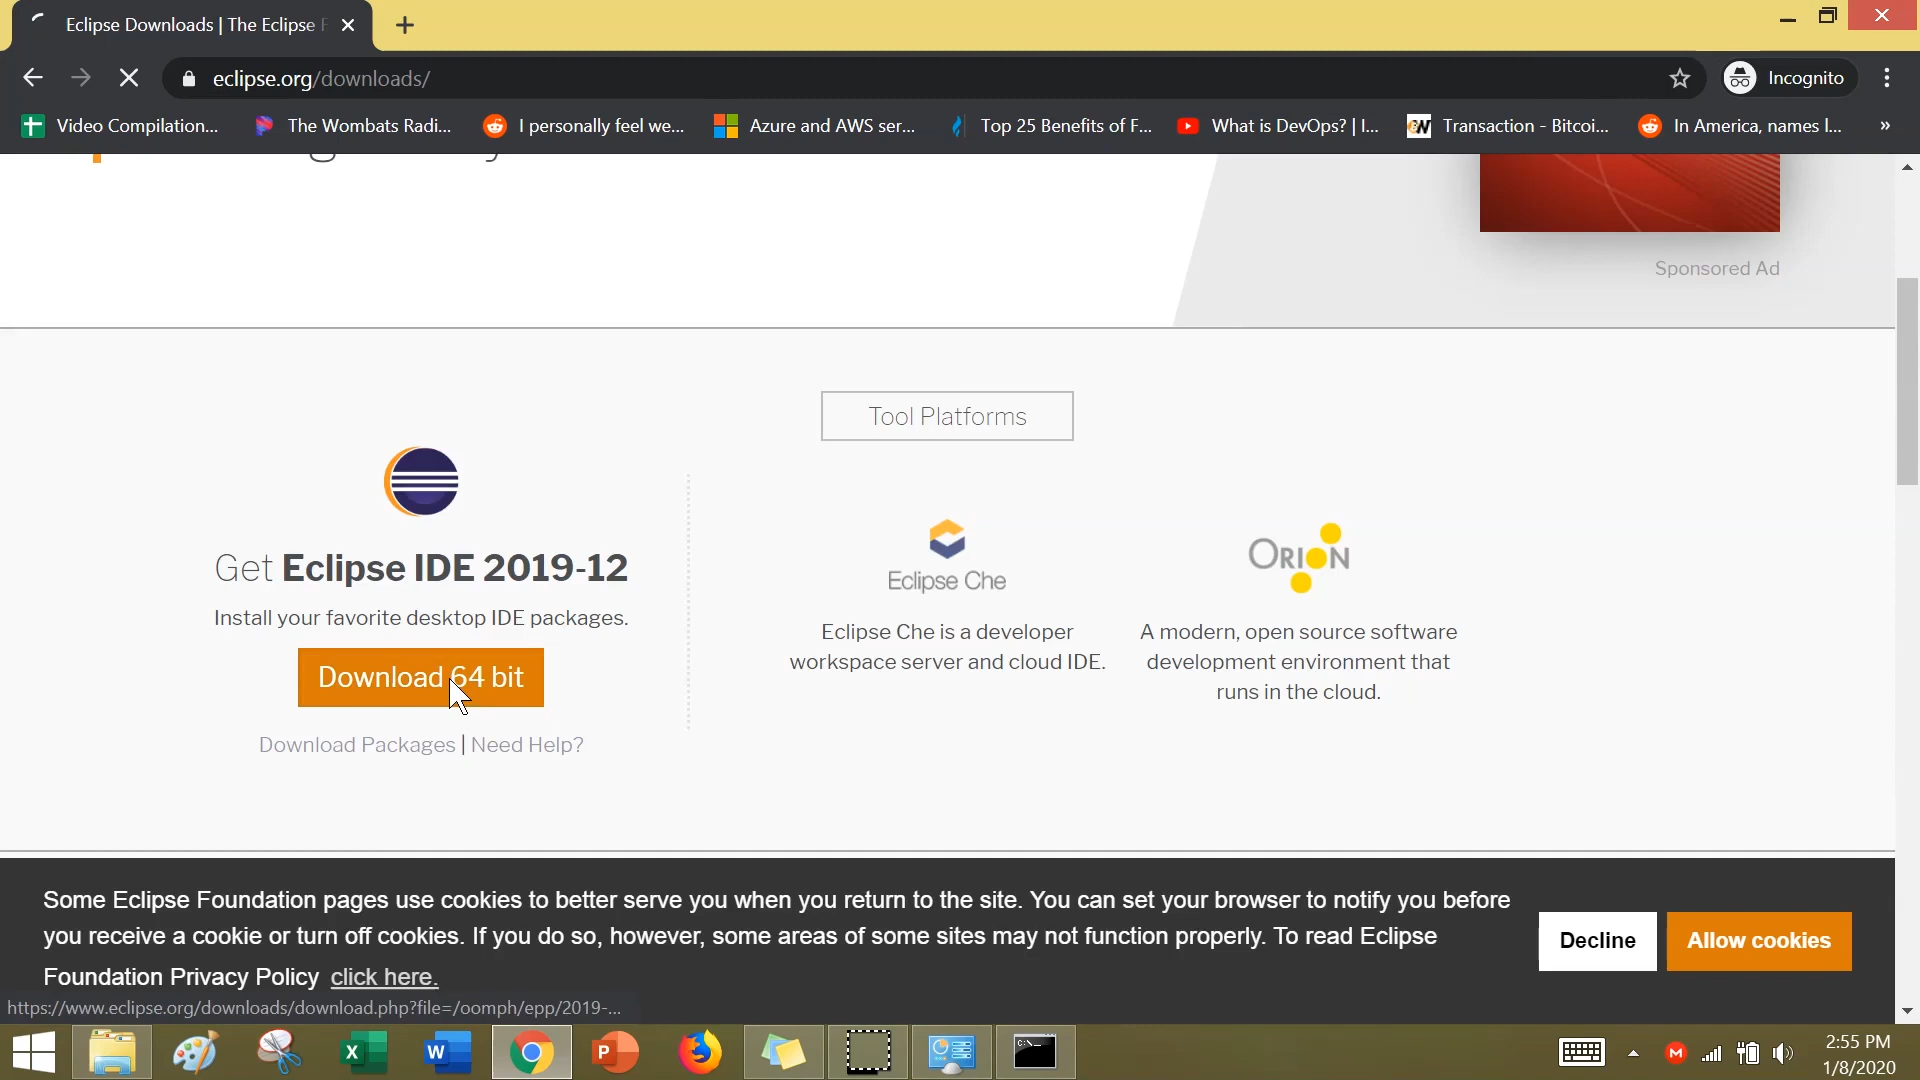 Eclipse Downloads | The Eclipse F
eclipse.org/downloads/
Incognito
Video Compilation...
The Wombats Radi...
I personally feel we...
Azure and AWS ser...
Top 25 Benefits of F...
What is DevOps? | I...
Transaction - Bitcoi...
In America, names l...
»
Sponsored Ad
Tool Platforms
Get Eclipse IDE 2019-12
Install your favorite desktop IDE packages.
Download 64 bit
Download Packages | Need Help?
Eclipse Che
Eclipse Che is a developer
workspace server and cloud IDE.
ORION
A modern, open source software
development environment that
runs in the cloud.
Some Eclipse Foundation pages use cookies to better serve you when you return to the site. You can set your browser to notify you before
you receive a cookie or turn off cookies. If you do so, however, some areas of some sites may not function properly. To read Eclipse
Foundation Privacy Policy click here.
Decline
Allow cookies
https://www.eclipse.org/downloads/download.php?file=/oomph/epp/2019-...
2:55 PM
1/8/2020